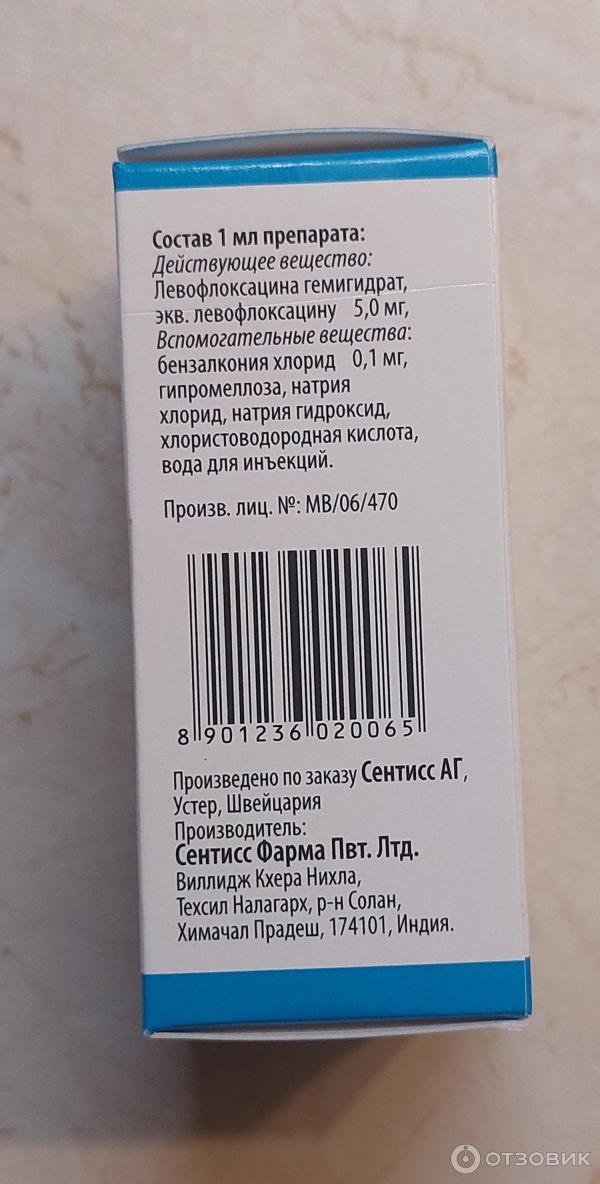 Состав 1 мл препарата:
Действующее вещество:
Левофлоксацина гемигидрат,
экв. левофлоксацину 5,0 мг,
Вспомогательные вещества:
бензалкония хлорид 0,1 мг,
гипромеллоза, натрия
хлорид, натрия гидроксид,
хлористоводородная кислота,
вода для инъекций.
Произв. лиц. №: MB/06/470
8 901236 020065
Произведено по заказу Сентисс АГ,
Устер, Швейцария
Производитель:
Сентисс Фарма Пвт. Лтд.
Виллидж Кхера Нихла,
Техсил Налагарх, р-н Солан,
Химачал Прадеш, 174101, Индия.
ОТЗОВИК